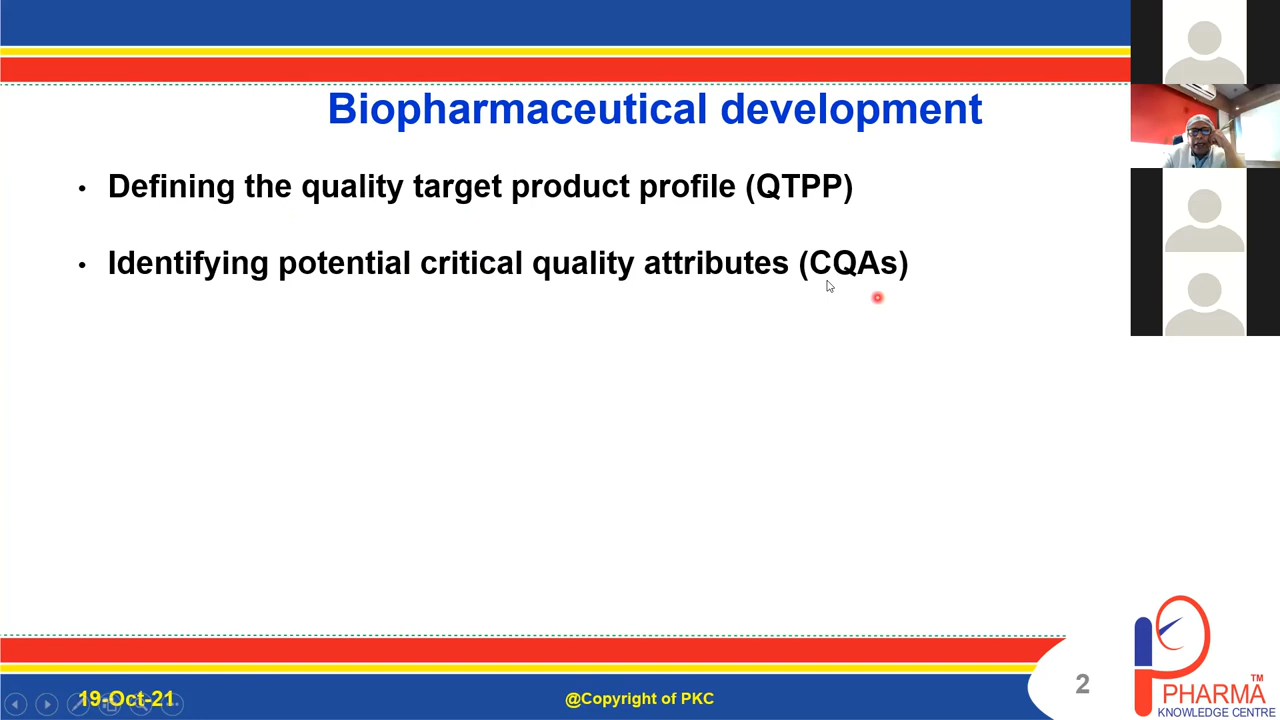 Biopharmaceutical development
• Defining the quality target product profile (QTPP)
• Identifying potential critical quality attributes (CQAs)
19-Oct-21
@Copyright of PKC
2
PHARMA TM
KNOWLEDGE CENTRE